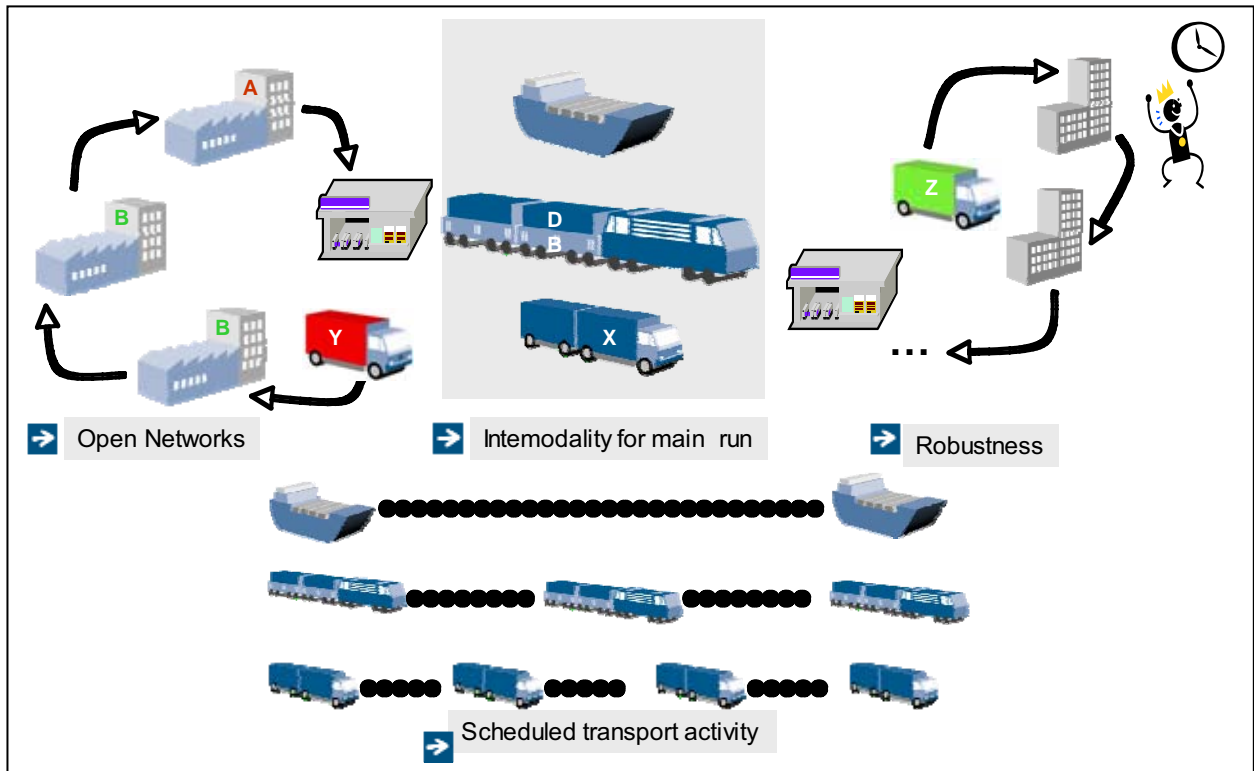 A
B
B
Y
D
B
X
Z
...
Open Networks
Intemodality for main run
Robustness
Scheduled transport activity